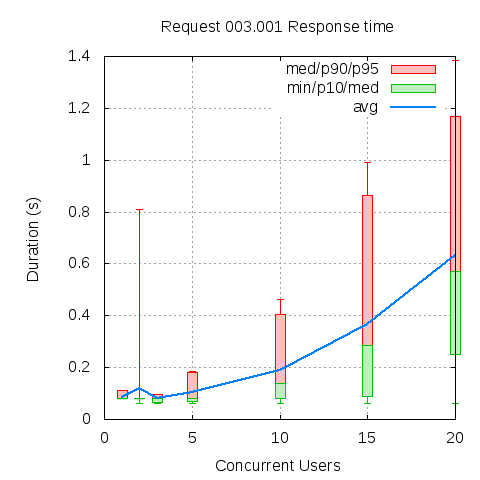 Request 003.001 Response time
1.4
med/p90/p95
min/p10/med
avg
1.2
1
0.8
0.6
0.4
0.2
0
Duration (s)
0 5 10 15 20
Concurrent Users